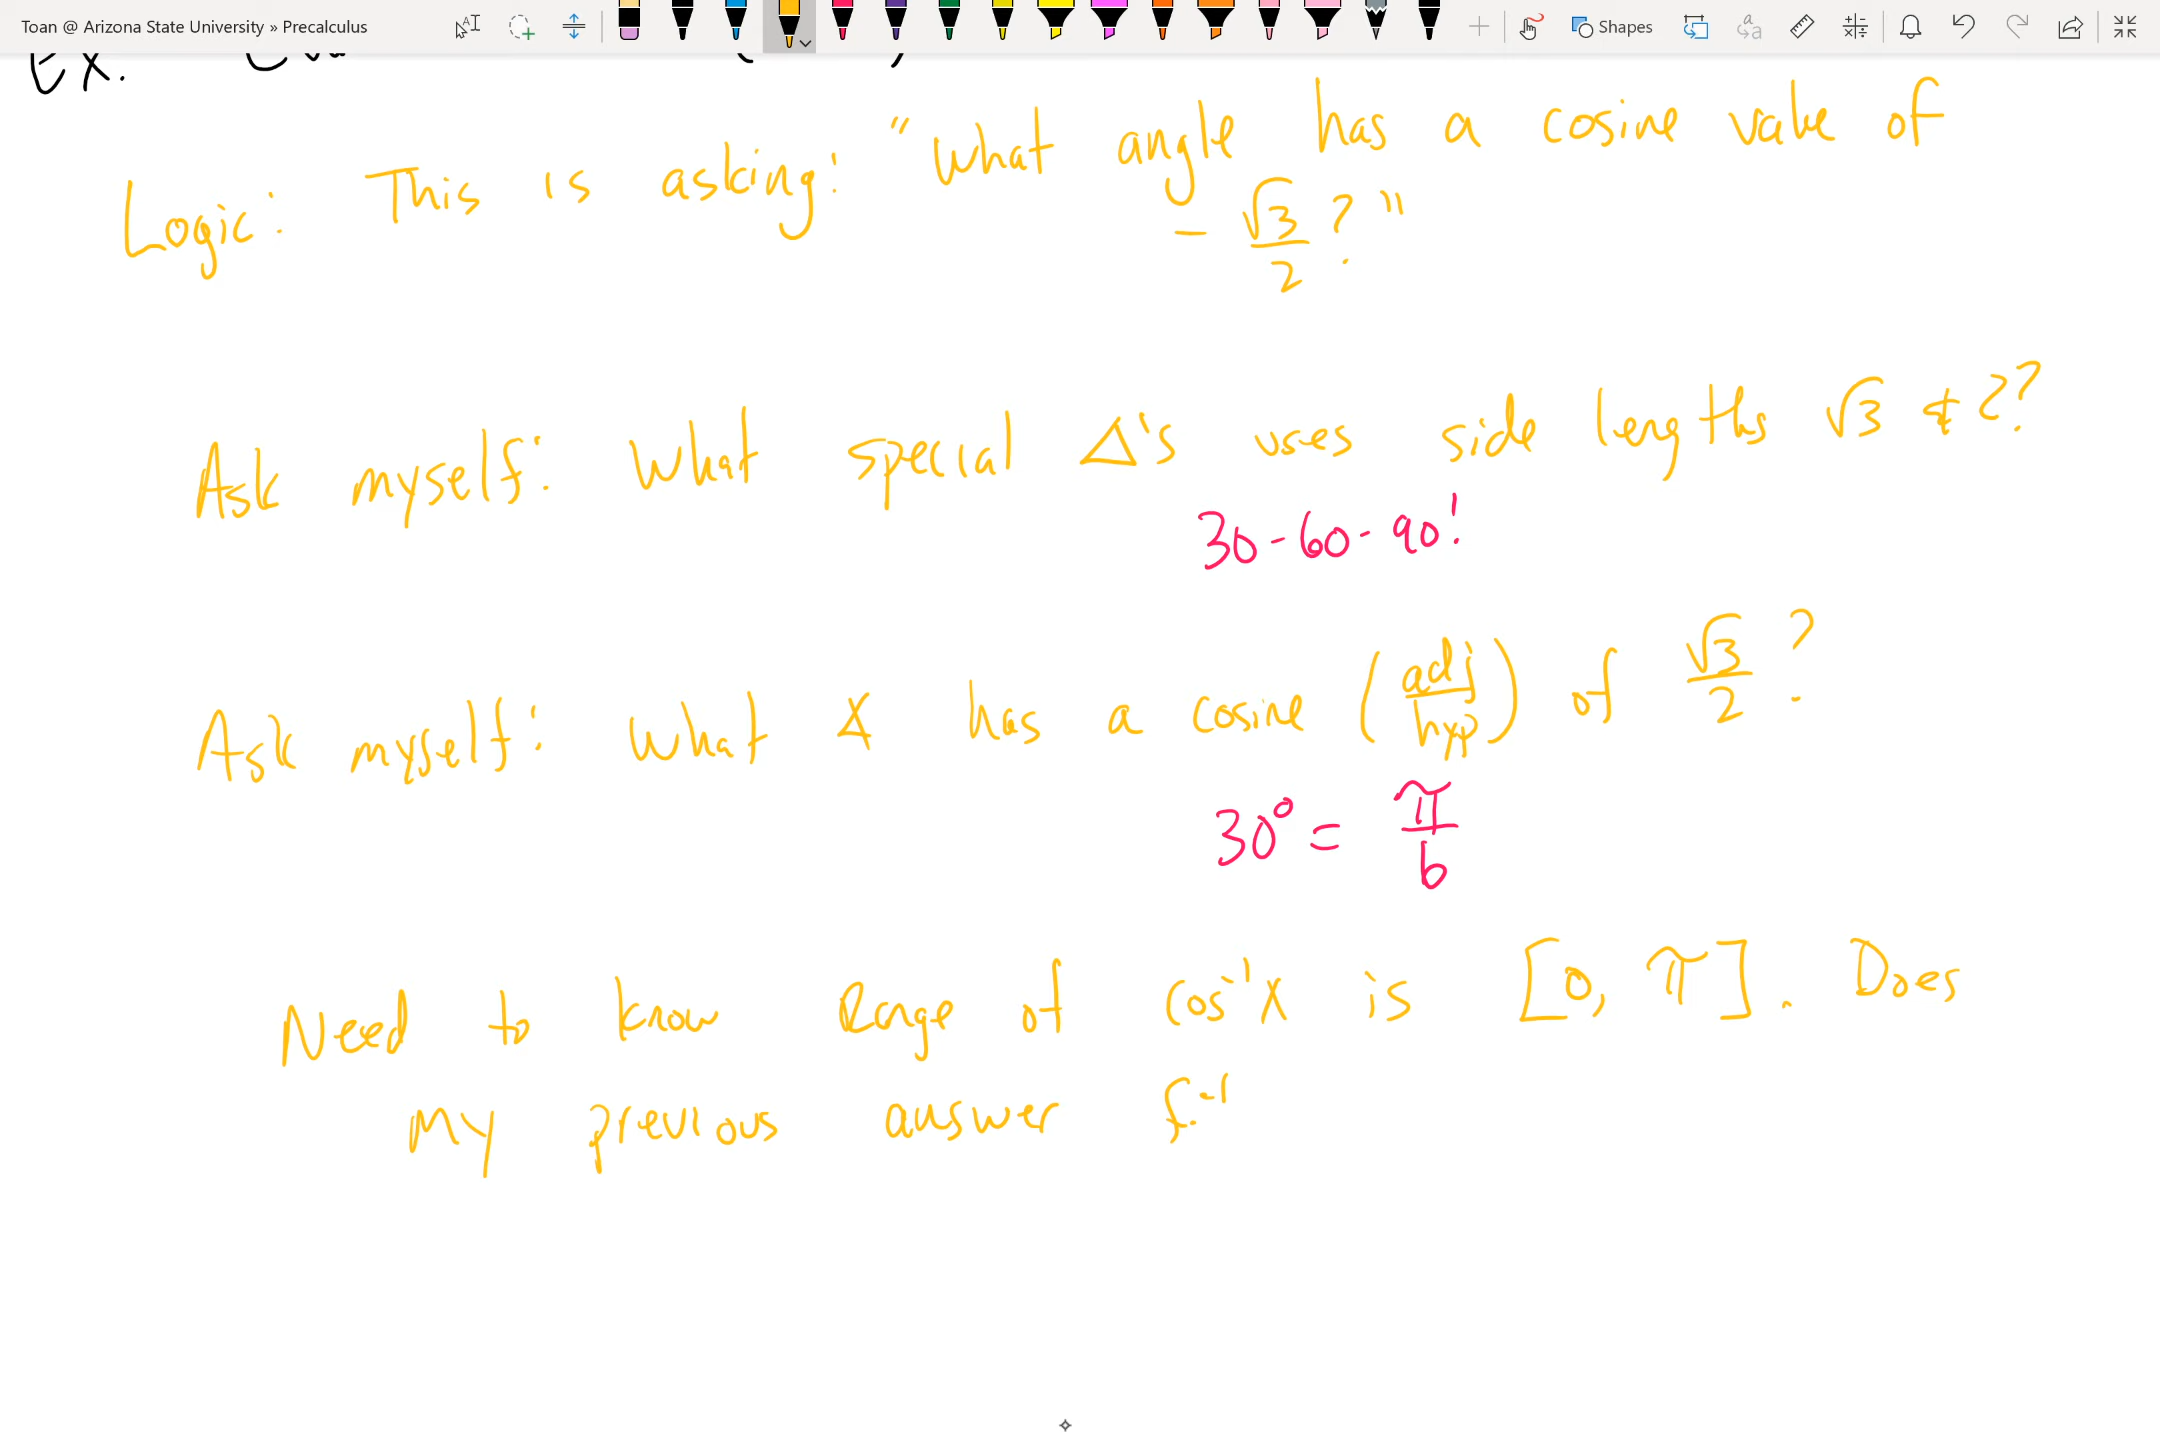 Toan @ Arizona State University » Precalculus
Shapes
Ex.
Logic: This is asking: "What angle has a cosine value of
- √3/2 ?"
Ask myself: What special Δ's uses side lengths √3 & 2?
30-60-90!
Ask myself: What ∡ has a cosine (adj/hyp) of √3/2 ?
30° = π/6
Need to know Range of cos⁻¹x is [0, π]. Does
my previous answer